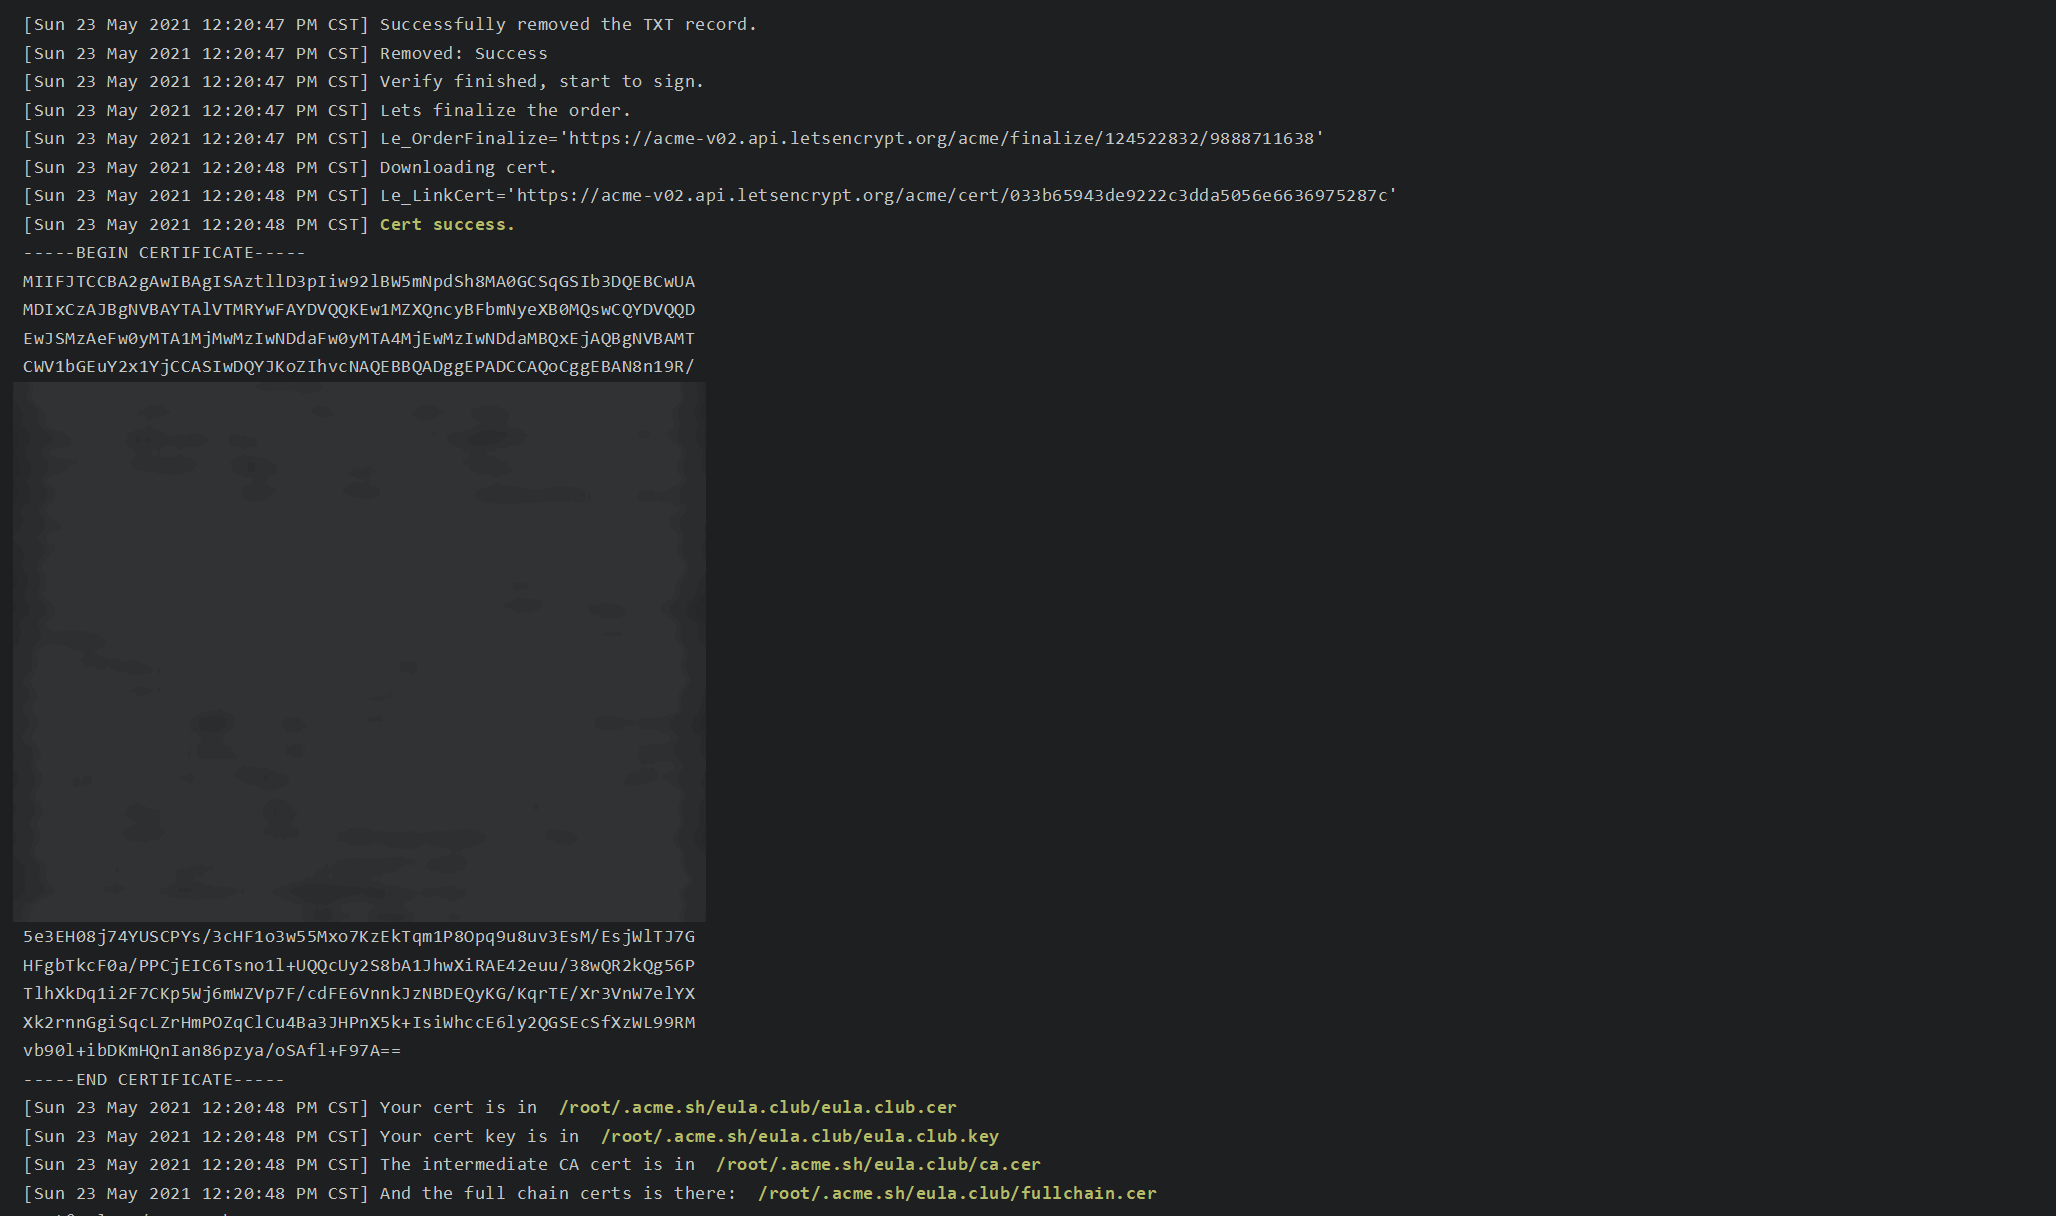 [Sun 23 May 2021 12:20:47 PM CST] Successfully removed the TXT record.
[Sun 23 May 2021 12:20:47 PM CST] Removed: Success
[Sun 23 May 2021 12:20:47 PM CST] Verify finished, start to sign.
[Sun 23 May 2021 12:20:47 PM CST] Lets finalize the order.
[Sun 23 May 2021 12:20:47 PM CST] Le_OrderFinalize='https://acme-v02.api.letsencrypt.org/acme/finalize/124522832/9888711638'
[Sun 23 May 2021 12:20:48 PM CST] Downloading cert.
[Sun 23 May 2021 12:20:48 PM CST] Le_LinkCert='https://acme-v02.api.letsencrypt.org/acme/cert/033b65943de9222c3dda5056e6636975287c'
[Sun 23 May 2021 12:20:48 PM CST] Cert success.
-----BEGIN CERTIFICATE-----
MIIFJTCCBA2gAwIBAgISAztllD3pIiw92lBW5mNpdSh8MA0GCSqGSIb3DQEBCwUA
MDIxCzAJBgNVBAYTAlVTMRYwFAYDVQQKEw1MZXQncyBFbmNyeXB0MQswCQYDVQQD
EwJSMzAeFw0yMTA1MjMwMzIwNDdaFw0yMTA4MjEwMzIwNDdaMBQxEjAQBgNVBAMT
CWV1bGEuY2x1YjCCASIwDQYJKoZIhvcNAQEBBQADggEPADCCAQoCggEBAN8n19R/
5e3EH08j74YUSCPYs/3cHF1o3w55Mxo7KzEkTqm1P8Opq9u8uv3EsM/EsjWlTJ7G
HFgbTkcF0a/PPCjEIC6Tsno1l+UQQcUy2S8bA1JhwXiRAE42euu/38wQR2kQg56P
TlhXkDq1i2F7CKp5Wj6mWZVp7F/cdFE6VnnkJzNBDEQyKG/KqrTE/Xr3VnW7elYX
Xk2rnnGgiSqcLZrHmPOZqClCu4Ba3JHPnX5k+IsiWhccE6ly2QGSEcSfXzWL99RM
vb90l+ibDKmHQnIan86pzya/oSAfl+F97A==
-----END CERTIFICATE-----
[Sun 23 May 2021 12:20:48 PM CST] Your cert is in  /root/.acme.sh/eula.club/eula.club.cer
[Sun 23 May 2021 12:20:48 PM CST] Your cert key is in  /root/.acme.sh/eula.club/eula.club.key
[Sun 23 May 2021 12:20:48 PM CST] The intermediate CA cert is in  /root/.acme.sh/eula.club/ca.cer
[Sun 23 May 2021 12:20:48 PM CST] And the full chain certs is there:  /root/.acme.sh/eula.club/fullchain.cer